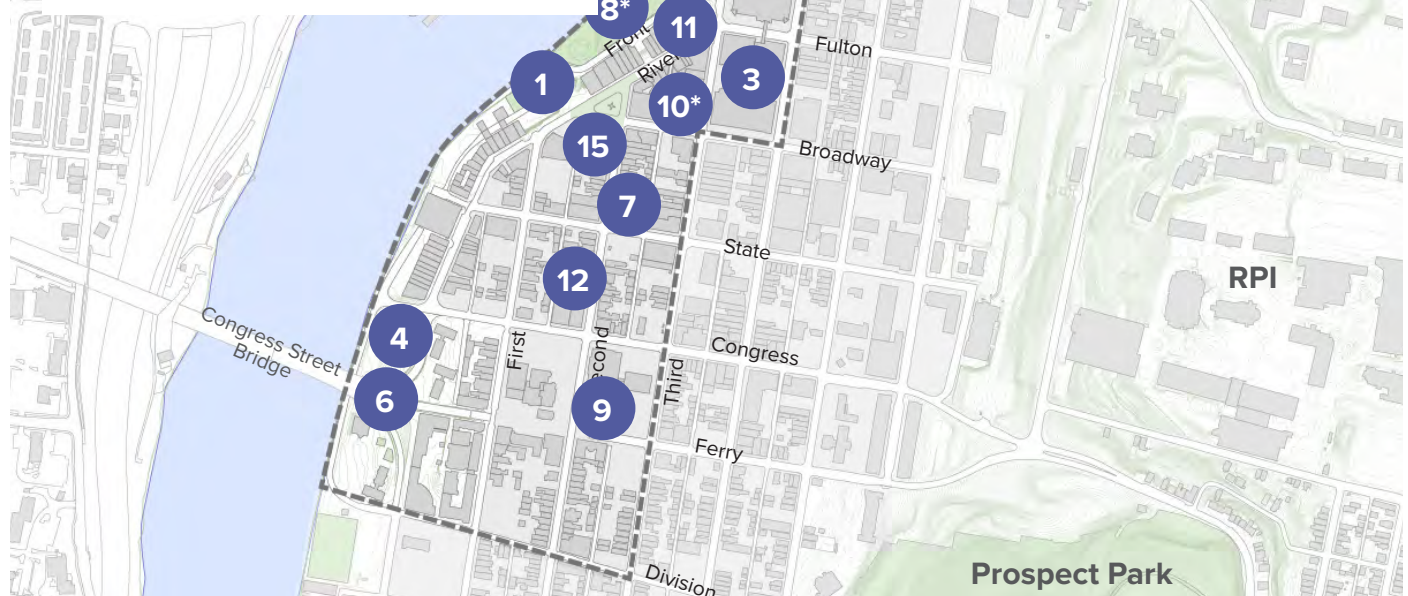 8*
11
Front
Fulton
River
3
1
10*
15
Broadway
7
State
RPI
12
Congress Street
Bridge
4
First
Congress
Third
6
9
Ferry
Prospect Park
Division